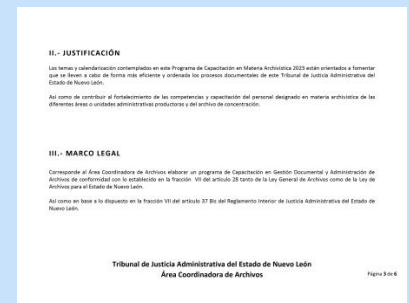 II.- JUSTIFICACIÓN
Los temas y calendarización contemplados en este Programa de Capacitación en Materia Archivística 2023 están orientados a fomentar
que se lleven a cabo de forma más eficiente y ordenada los procesos documentales de este Tribunal de Justicia Administrativa del
Estado de Nuevo León.
Así como de contribuir al fortalecimiento de las competencias y capacitación del personal designado en materia archivística de las
diferentes áreas o unidades administrativas productoras y del archivo de concentración.
III.- MARCO LEGAL
Corresponde al Área Coordinadora de Archivos elaborar un programa de Capacitación en Gestión Documental y Administración de
Archivos de conformidad con lo establecido en la fracción VII del artículo 28 tanto de la Ley General de Archivos como de la Ley de
Archivos para el Estado de Nuevo León.
Así como en base a lo dispuesto en la fracción VII del artículo 37 Bis del Reglamento Interior de Justicia Administrativa del Estado de
Nuevo León.
Tribunal de Justicia Administrativa del Estado de Nuevo León
Área Coordinadora de Archivos
Página 3 de 6